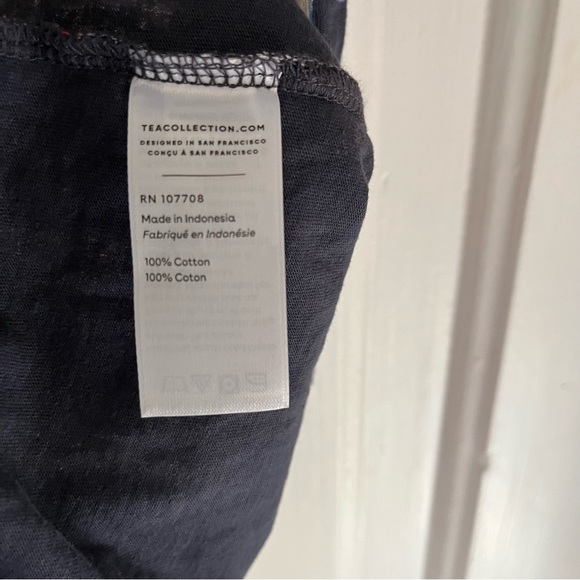 TEACOLLECTION.COM
DESIGNED IN SAN FRANCISCO
CONÇU À SAN FRANCISCO
RN 107708
Made in Indonesia
Fabriqué en Indonésie
100% Cotton
100% Coton